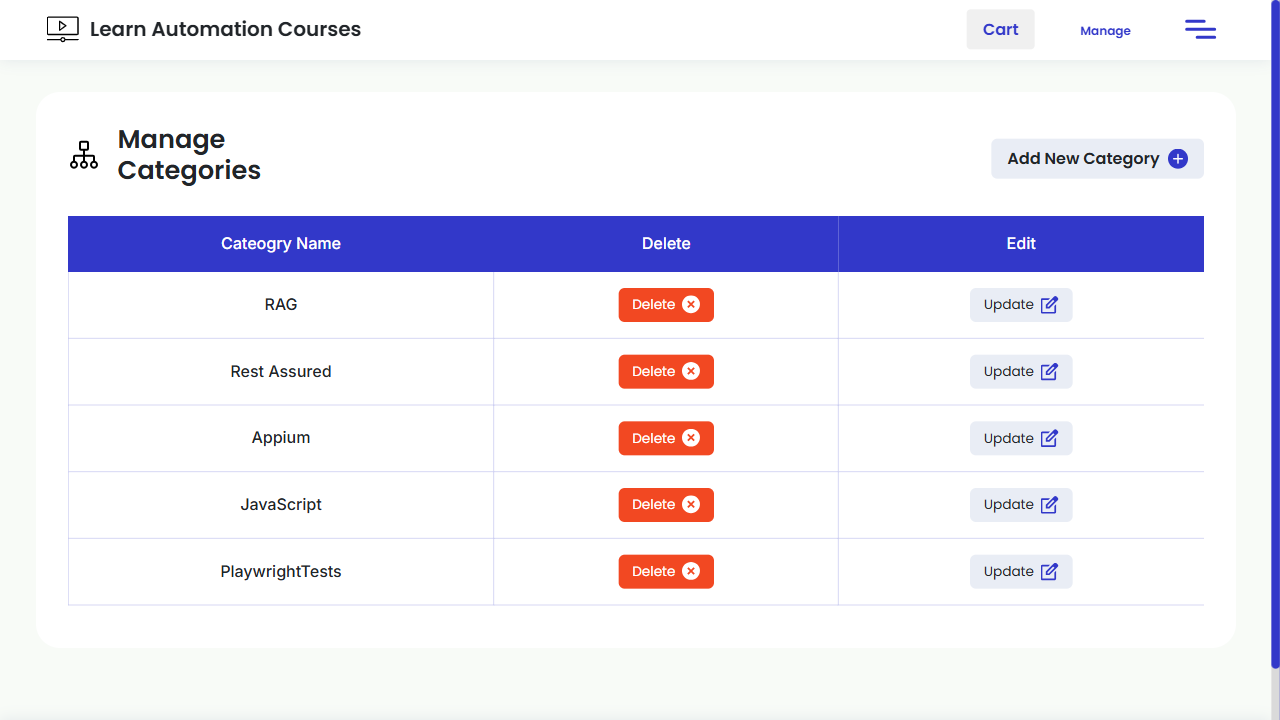 Learn Automation Courses
Cart
Manage
Manage
Categories
Add New Category
Cateogry Name Delete Edit
RAG Delete Update
Rest Assured Delete Update
Appium Delete Update
JavaScript Delete Update
PlaywrightTests Delete Update